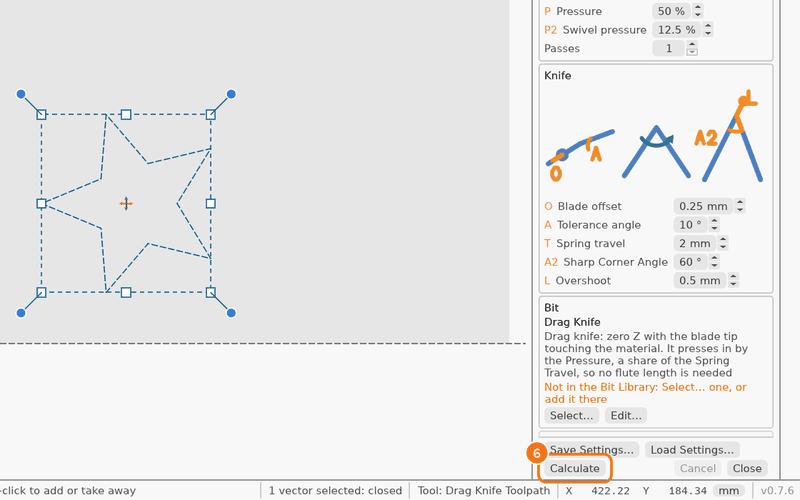 P Pressure 50 %
P2 Swivel pressure 12.5 %
Passes 1
Knife
O
A
A2
L
O Blade offset 0.25 mm
A Tolerance angle 10 °
T Spring travel 2 mm
A2 Sharp Corner Angle 60 °
L Overshoot 0.5 mm
Bit
Drag Knife
Drag knife: zero Z with the blade tip
touching the material. It presses in by
the Pressure, a share of the Spring
Travel, so no flute length is needed
Not in the Bit Library: Select... one, or
add it there
Select... Edit...
Save Settings... Load Settings...
6
Calculate Cancel Close
-click to add or take away 1 vector selected: closed Tool: Drag Knife Toolpath X 422.22 Y 184.34 mm v0.7.6